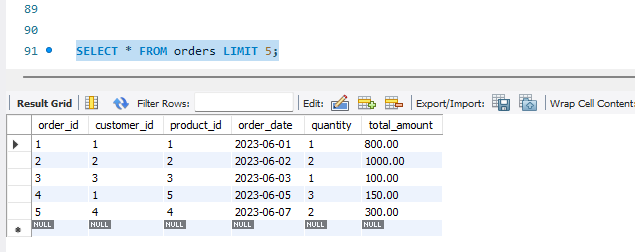 89
90
91 SELECT * FROM orders LIMIT 5;
Result Grid Filter Rows: Edit: Export/Import: Wrap Cell Content:
order_id customer_id product_id order_date quantity total_amount
1 1 1 2023-06-01 1 800.00
2 2 2 2023-06-02 2 1000.00
3 3 3 2023-06-03 1 100.00
4 1 5 2023-06-05 3 150.00
5 4 4 2023-06-07 2 300.00
NULL NULL NULL NULL NULL NULL